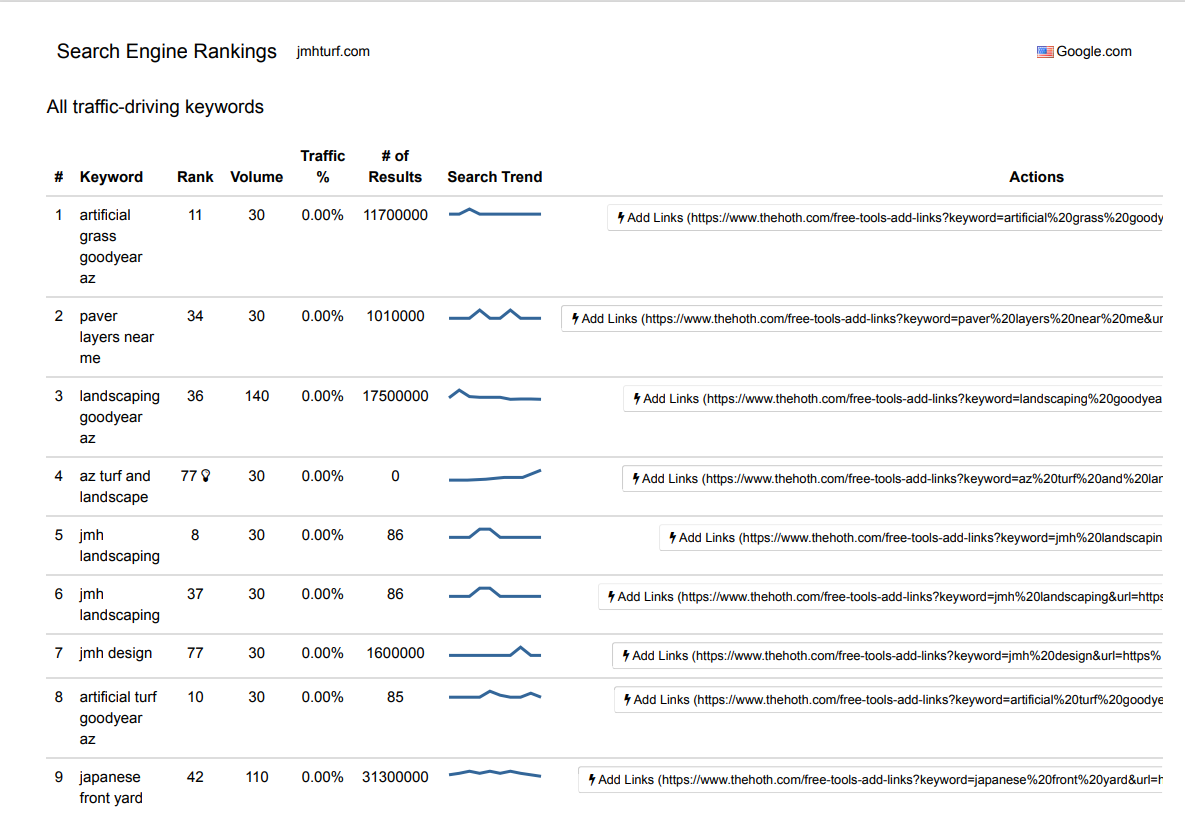 Search Engine Rankings jmhturf.com Google.com
All traffic-driving keywords
Traffic # of
# Keyword Rank Volume % Results Search Trend Actions
1 artificial 11 30 0.00% 11700000 Add Links (https://www.thehoth.com/free-tools-add-links?keyword=artificial%20grass%20goody
grass
goodyear
az
2 paver 34 30 0.00% 1010000 Add Links (https://www.thehoth.com/free-tools-add-links?keyword=paver%20layers%20near%20me&ur
layers near
me
3 landscaping 36 140 0.00% 17500000 Add Links (https://www.thehoth.com/free-tools-add-links?keyword=landscaping%20goodyea
goodyear
az
4 az turf and 77 30 0.00% 0 Add Links (https://www.thehoth.com/free-tools-add-links?keyword=az%20turf%20and%20lan
landscape
5 jmh 8 30 0.00% 86 Add Links (https://www.thehoth.com/free-tools-add-links?keyword=jmh%20landscapin
landscaping
6 jmh 37 30 0.00% 86 Add Links (https://www.thehoth.com/free-tools-add-links?keyword=jmh%20landscaping&url=https
landscaping
7 jmh design 77 30 0.00% 1600000 Add Links (https://www.thehoth.com/free-tools-add-links?keyword=jmh%20design&url=https%
8 artificial turf 10 30 0.00% 85 Add Links (https://www.thehoth.com/free-tools-add-links?keyword=artificial%20turf%20goodye
goodyear
az
9 japanese 42 110 0.00% 31300000 Add Links (https://www.thehoth.com/free-tools-add-links?keyword=japanese%20front%20yard&url=h
front yard